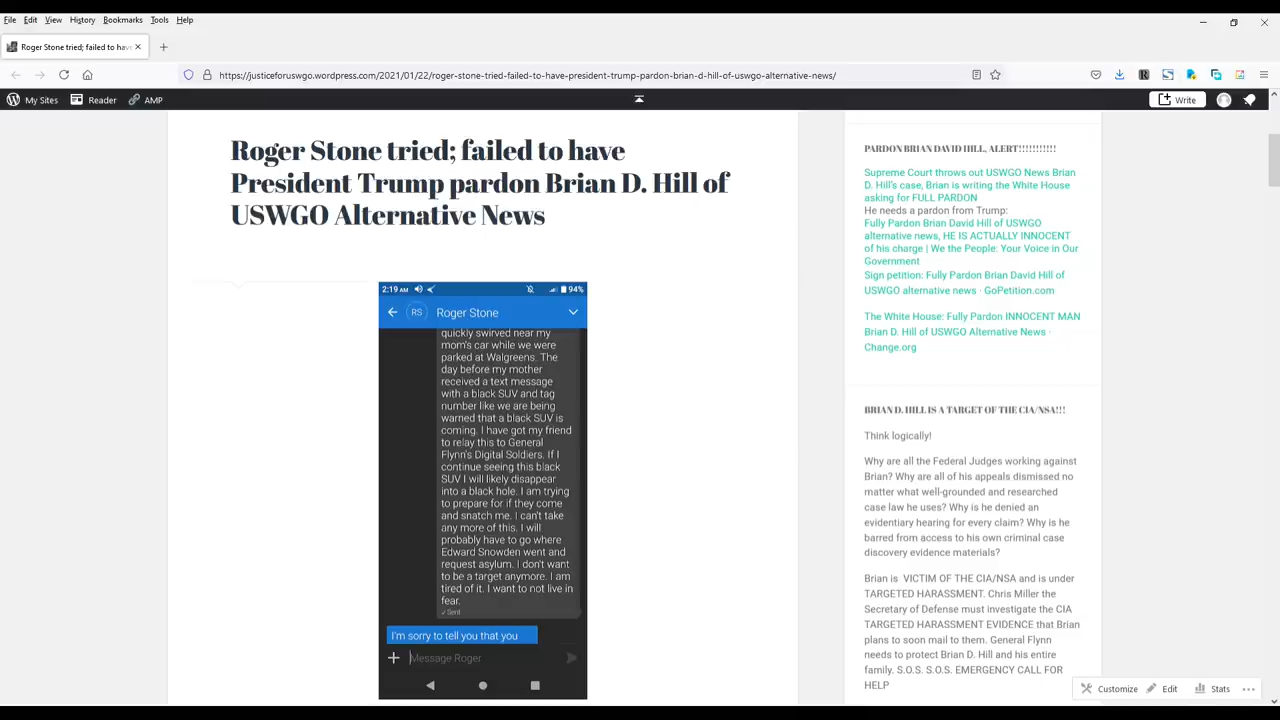 File Edit View History Bookmarks Tools Help
Roger Stone tried; failed to hav
https://justiceforuswgo.wordpress.com/2021/01/22/roger-stone-tried-failed-to-have-president-trump-pardon-brian-d-hill-of-uswgo-alternative-news/
My Sites Reader AMP Write
Roger Stone tried; failed to have
President Trump pardon Brian D. Hill of
USWGO Alternative News
2:19 AM 94%
RS Roger Stone
quickly swirved near my
mom's car while we were
parked at Walgreens. The
day before my mother
received a text message
with a black SUV and tag
number like we are being
warned that a black SUV is
coming. I have got my friend
to relay this to General
Flynn's Digital Soldiers. If I
continue seeing this black
SUV I will likely disappear
into a black hole. I am trying
to prepare for if they come
and snatch me. I can't take
any more of this. I will
probably have to go where
Edward Snowden went and
request asylum. I don't want
to be a target anymore. I am
tired of it. I want to not live in
fear.
✓ Sent
I'm sorry to tell you that you
Message Roger
PARDON BRIAN DAVID HILL, ALERT!!!!!!!!!!!
Supreme Court throws out USWGO News Brian
D. Hill's case, Brian is writing the White House
asking for FULL PARDON
He needs a pardon from Trump:
Fully Pardon Brian David Hill of USWGO
alternative news, HE IS ACTUALLY INNOCENT
of his charge | We the People: Your Voice in Our
Government
Sign petition: Fully Pardon Brian David Hill of
USWGO alternative news · GoPetition.com
The White House: Fully Pardon INNOCENT MAN
Brian D. Hill of USWGO Alternative News ·
Change.org
BRIAN D. HILL IS A TARGET OF THE CIA/NSA!!!
Think logically!
Why are all the Federal Judges working against
Brian? Why are all of his appeals dismissed no
matter what well-grounded and researched
case law he uses? Why is he denied an
evidentiary hearing for every claim? Why is he
barred from access to his own criminal case
discovery evidence materials?
Brian is VICTIM OF THE CIA/NSA and is under
TARGETED HARASSMENT. Chris Miller the
Secretary of Defense must investigate the CIA
TARGETED HARASSMENT EVIDENCE that Brian
plans to soon mail to them. General Flynn
needs to protect Brian D. Hill and his entire
family. S.O.S. S.O.S. EMERGENCY CALL FOR
HELP
Customize Edit Stats